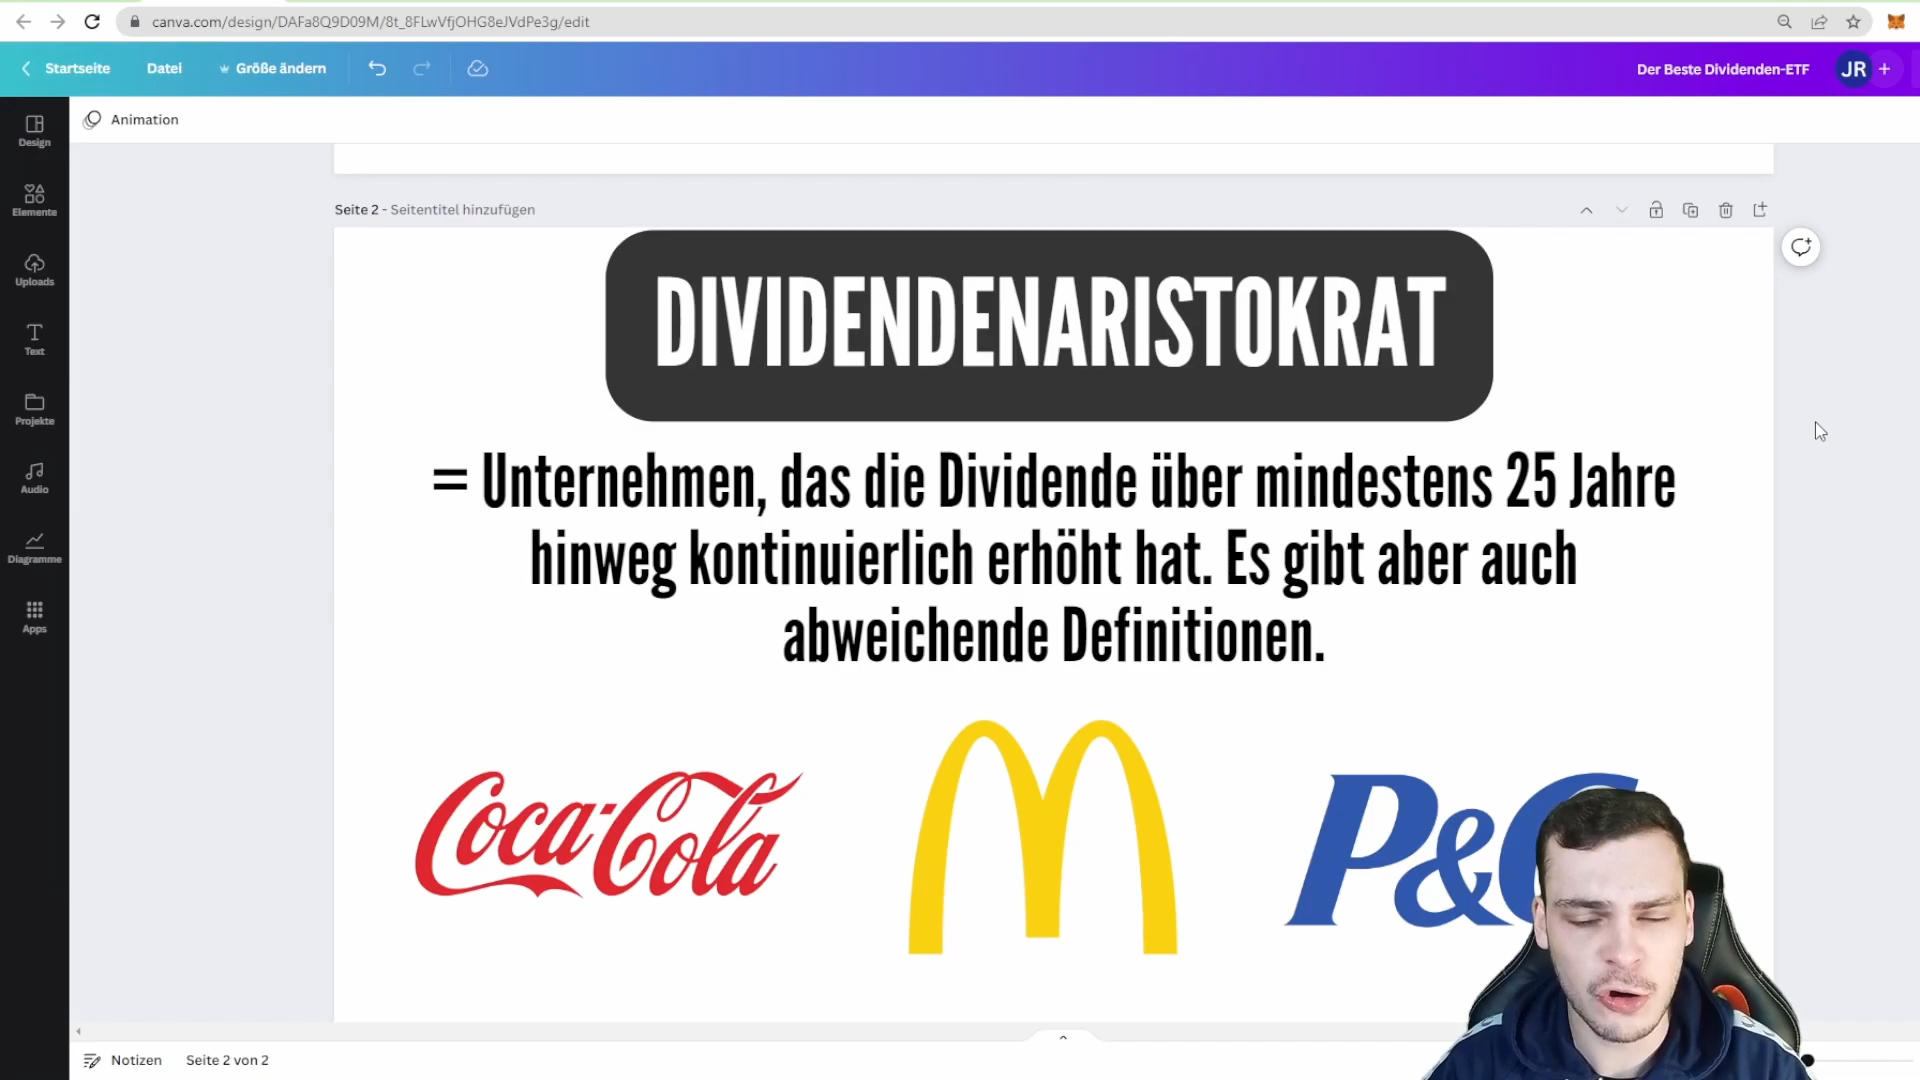 canva.com/design/DAFa8Q9D09M/8t_8FLwVfjOHG8eJVdPe3g/edit
Startseite Datei Größe ändern Der Beste Dividenden-ETF JR +
Animation
Design
Elemente
Uploads
Text
Projekte
Audio
Diagramme
Apps
Seite 2 - Seitentitel hinzufügen
DIVIDENDENARISTOKRAT
= Unternehmen, das die Dividende über mindestens 25 Jahre
hinweg kontinuierlich erhöht hat. Es gibt aber auch
abweichende Definitionen.
Coca-Cola
M
P&G
Notizen Seite 2 von 2